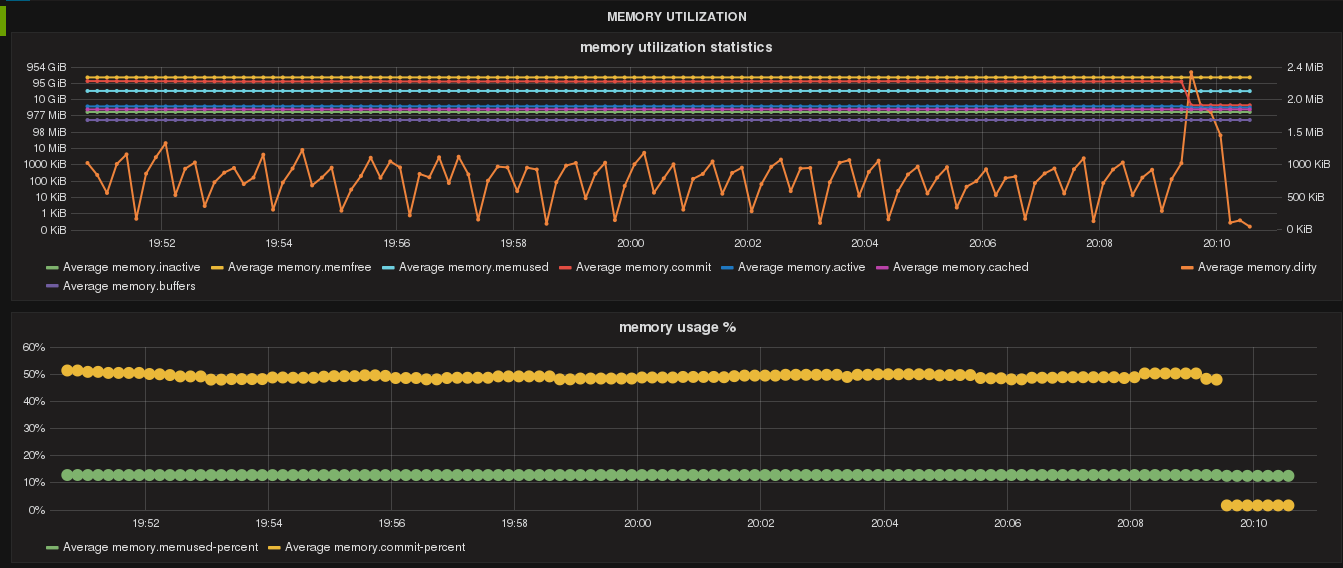 MEMORY UTILIZATION
memory utilization statistics
954 GiB 2.4 MiB
95 GiB
10 GiB 2.0 MiB
977 MiB
98 MiB 1.5 MiB
10 MiB
1000 KiB 1000 KiB
100 KiB
10 KiB 500 KiB
1 KiB
0 KiB 0 KiB
19:52 19:54 19:56 19:58 20:00 20:02 20:04 20:06 20:08 20:10
Average memory.inactive Average memory.memfree Average memory.memused Average memory.commit Average memory.active Average memory.cached Average memory.dirty
Average memory.buffers
memory usage %
60%
50%
40%
30%
20%
10%
0%
19:52 19:54 19:56 19:58 20:00 20:02 20:04 20:06 20:08 20:10
Average memory.memused-percent Average memory.commit-percent